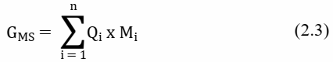 G_MS = ∑_{i = 1}^{n} Q_i x M_i (2.3)